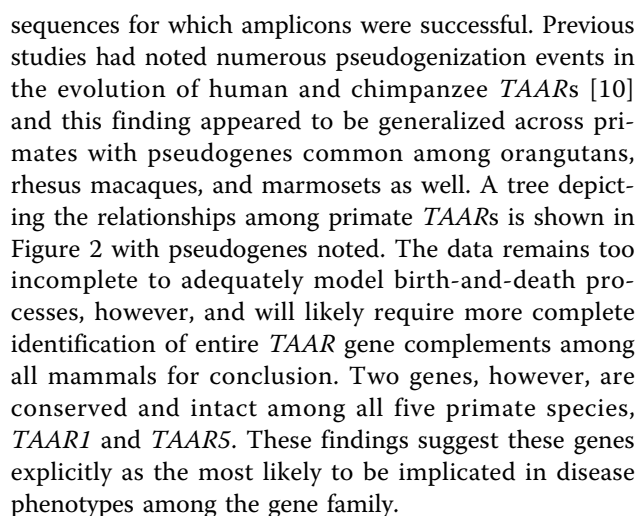 sequences for which amplicons were successful. Previous
studies had noted numerous pseudogenization events in
the evolution of human and chimpanzee TAARs [10]
and this finding appeared to be generalized across pri-
mates with pseudogenes common among orangutans,
rhesus macaques, and marmosets as well. A tree depict-
ing the relationships among primate TAARs is shown in
Figure 2 with pseudogenes noted. The data remains too
incomplete to adequately model birth-and-death pro-
cesses, however, and will likely require more complete
identification of entire TAAR gene complements among
all mammals for conclusion. Two genes, however, are
conserved and intact among all five primate species,
TAAR1 and TAAR5. These findings suggest these genes
explicitly as the most likely to be implicated in disease
phenotypes among the gene family.